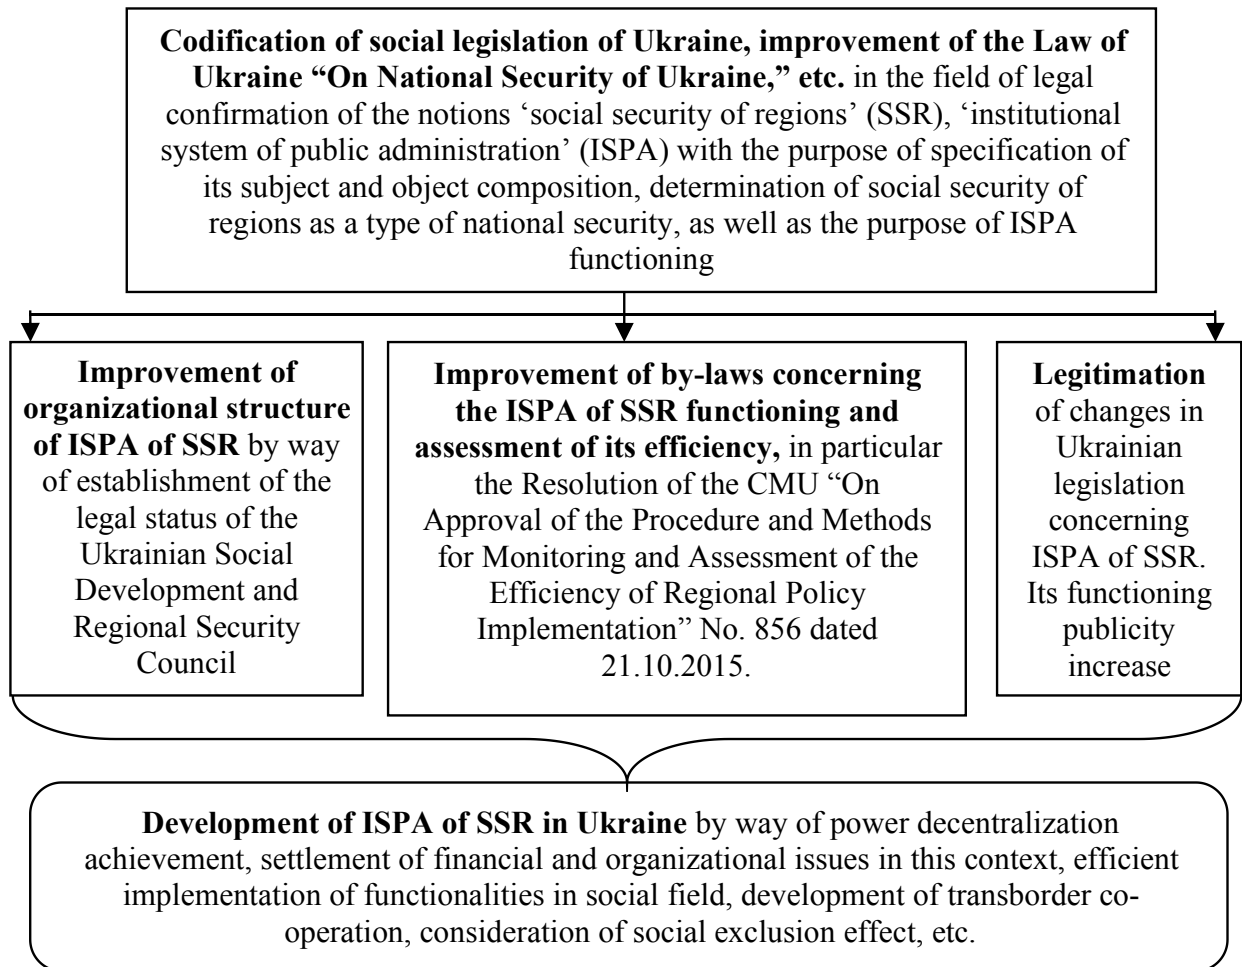 Codification of social legislation of Ukraine, improvement of the Law of
Ukraine “On National Security of Ukraine,” etc. in the field of legal
confirmation of the notions ‘social security of regions’ (SSR), ‘institutional
system of public administration’ (ISPA) with the purpose of specification of
its subject and object composition, determination of social security of
regions as a type of national security, as well as the purpose of ISPA
functioning
Improvement of
organizational structure
of ISPA of SSR by way
of establishment of the
legal status of the
Ukrainian Social
Development and
Regional Security
Council
Improvement of by-laws concerning
the ISPA of SSR functioning and
assessment of its efficiency, in particular
the Resolution of the CMU “On
Approval of the Procedure and Methods
for Monitoring and Assessment of the
Efficiency of Regional Policy
Implementation” No. 856 dated
21.10.2015.
Legitimation
of changes in
Ukrainian
legislation
concerning
ISPA of SSR.
Its functioning
publicity
increase
Development of ISPA of SSR in Ukraine by way of power decentralization
achievement, settlement of financial and organizational issues in this context, efficient
implementation of functionalities in social field, development of transborder co-
operation, consideration of social exclusion effect, etc.